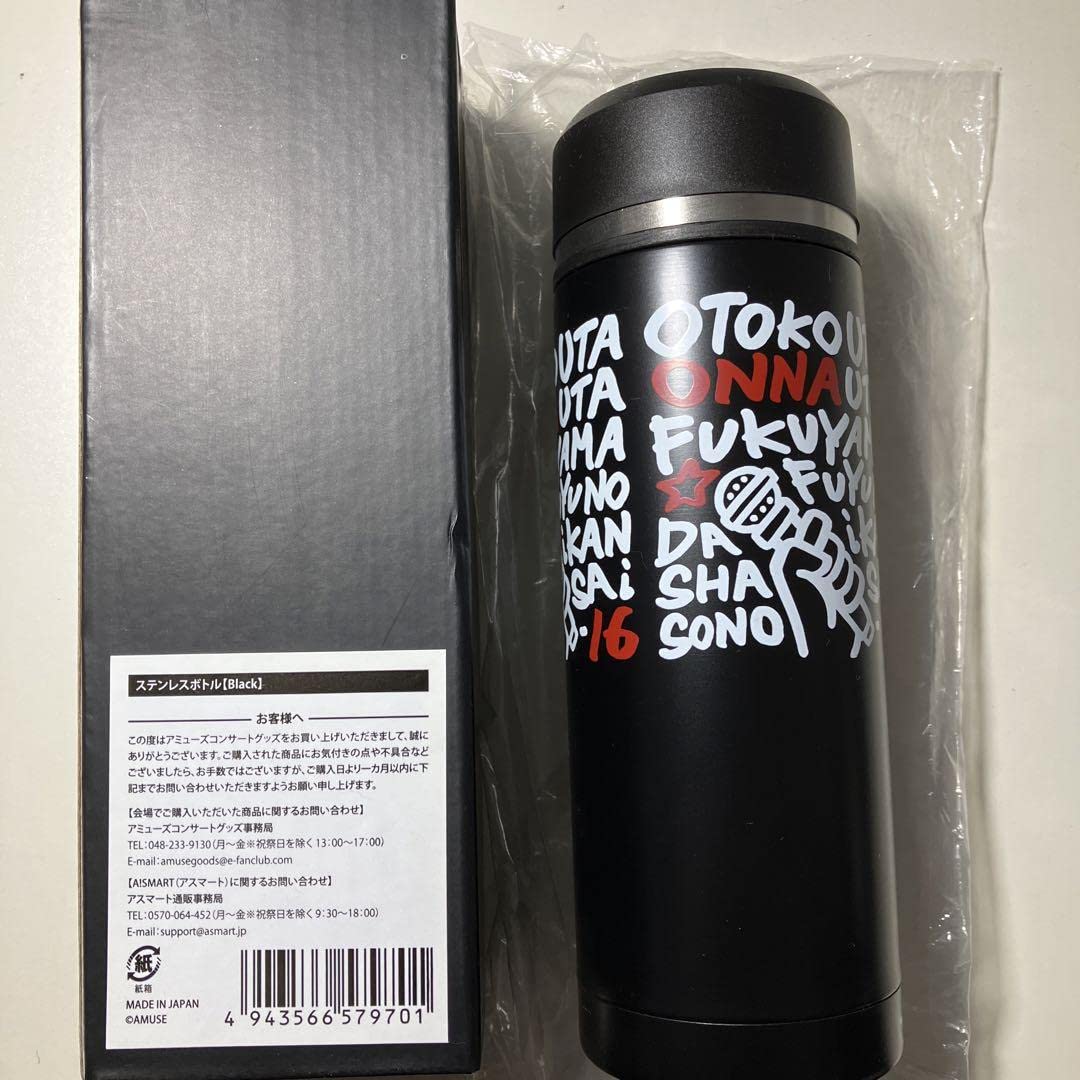 ステンレスボトル【Black】
お客様へ
この度はアミューズコンサートグッズをお買い上げいただきまして、誠に
ありがとうございます。ご購入された商品にお気付きの点や不具合など
ございましたら、お手数ではございますが、ご購入日より一カ月以内に下
記までお問い合わせいただきますようお願い申し上げます。
【会場でご購入いただいた商品に関するお問い合わせ】
アミューズコンサートグッズ事務局
TEL:048-233-9130(月~金※祝祭日を除く13:00~17:00)
E-mail:amusegoods@e-fanclub.com
【A!SMART(アスマート)に関するお問い合わせ】
アスマート通販事務局
TEL:0570-064-452(月~金※祝祭日を除く9:30~18:00)
E-mail:support@asmart.jp
紙
紙箱
MADE IN JAPAN
©AMUSE
4 943566 579701
UTA
UTA
YAMA
YUNO
iKAN
SAi
'16
OTOKOU
ONNAUT
FUKUYAM
FUYU
DA
iK
SHA
S
SONO